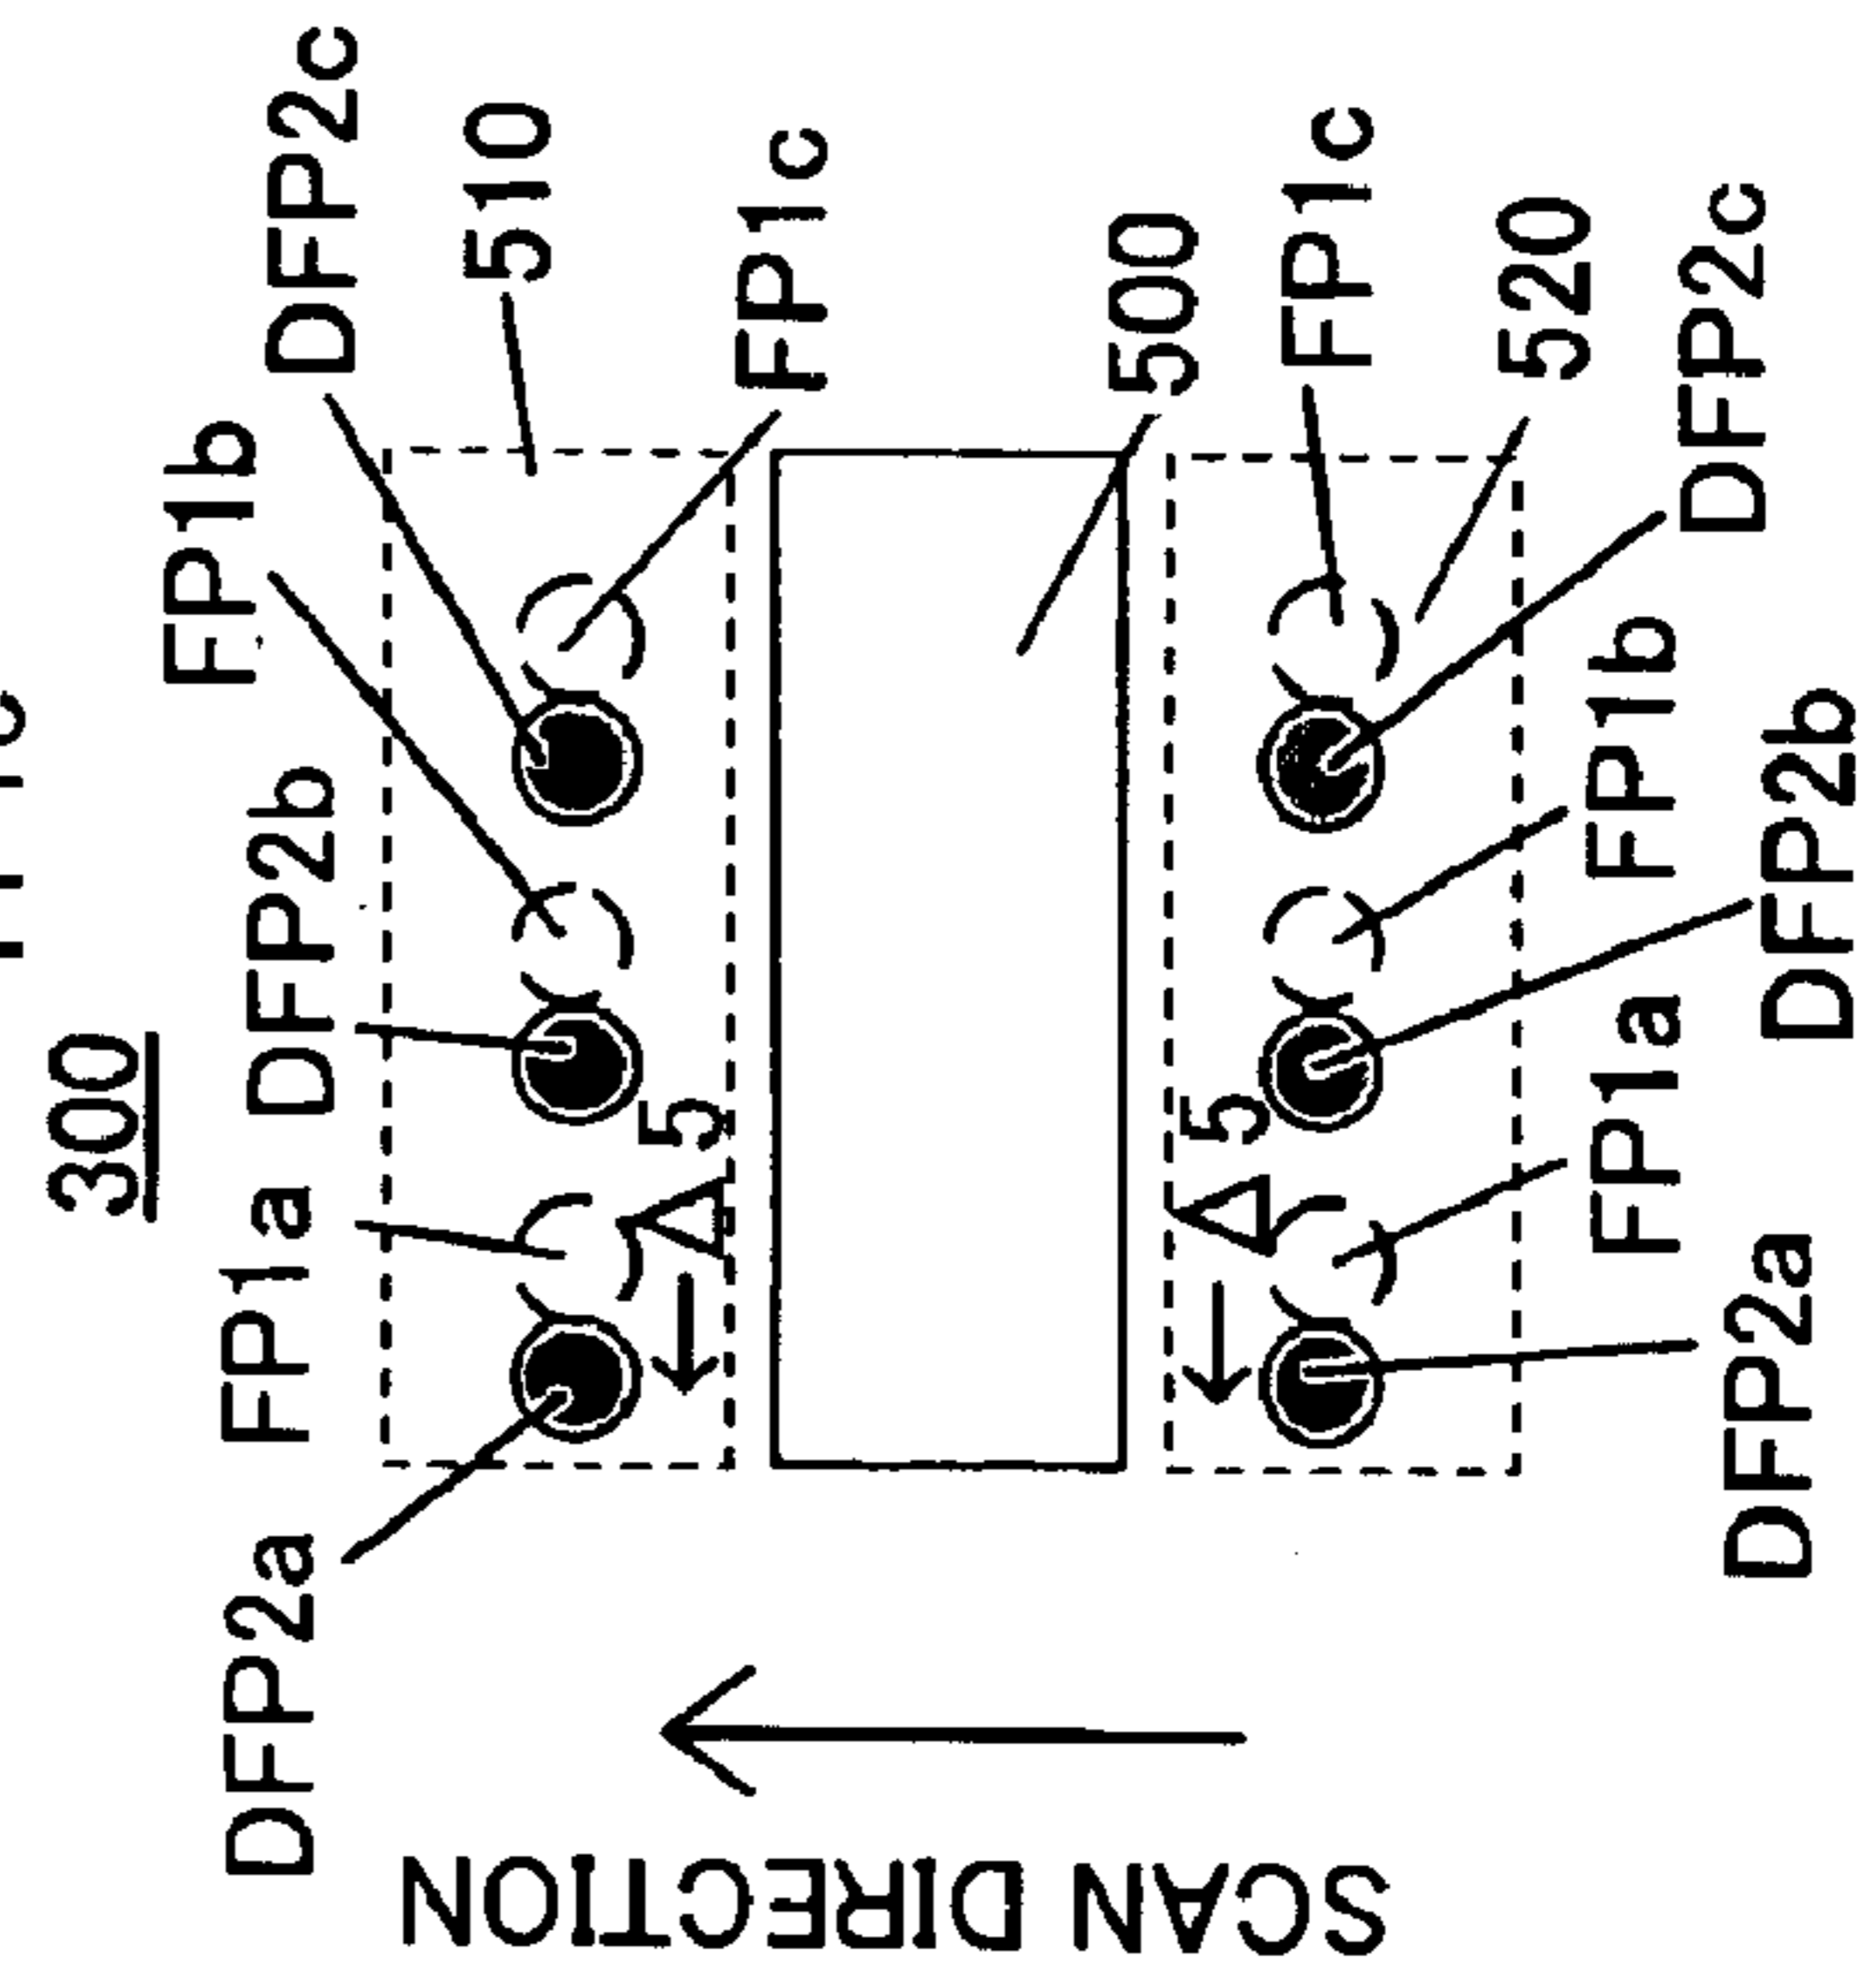 300
DFP2a
FP1a
DFP2b
FP1b
DFP2c
510
FP1c
Δ5
500
Δ5
FP1c
520
DFP2c
FP1b
DFP2b
FP1a
DFP2a
SCAN DIRECTION